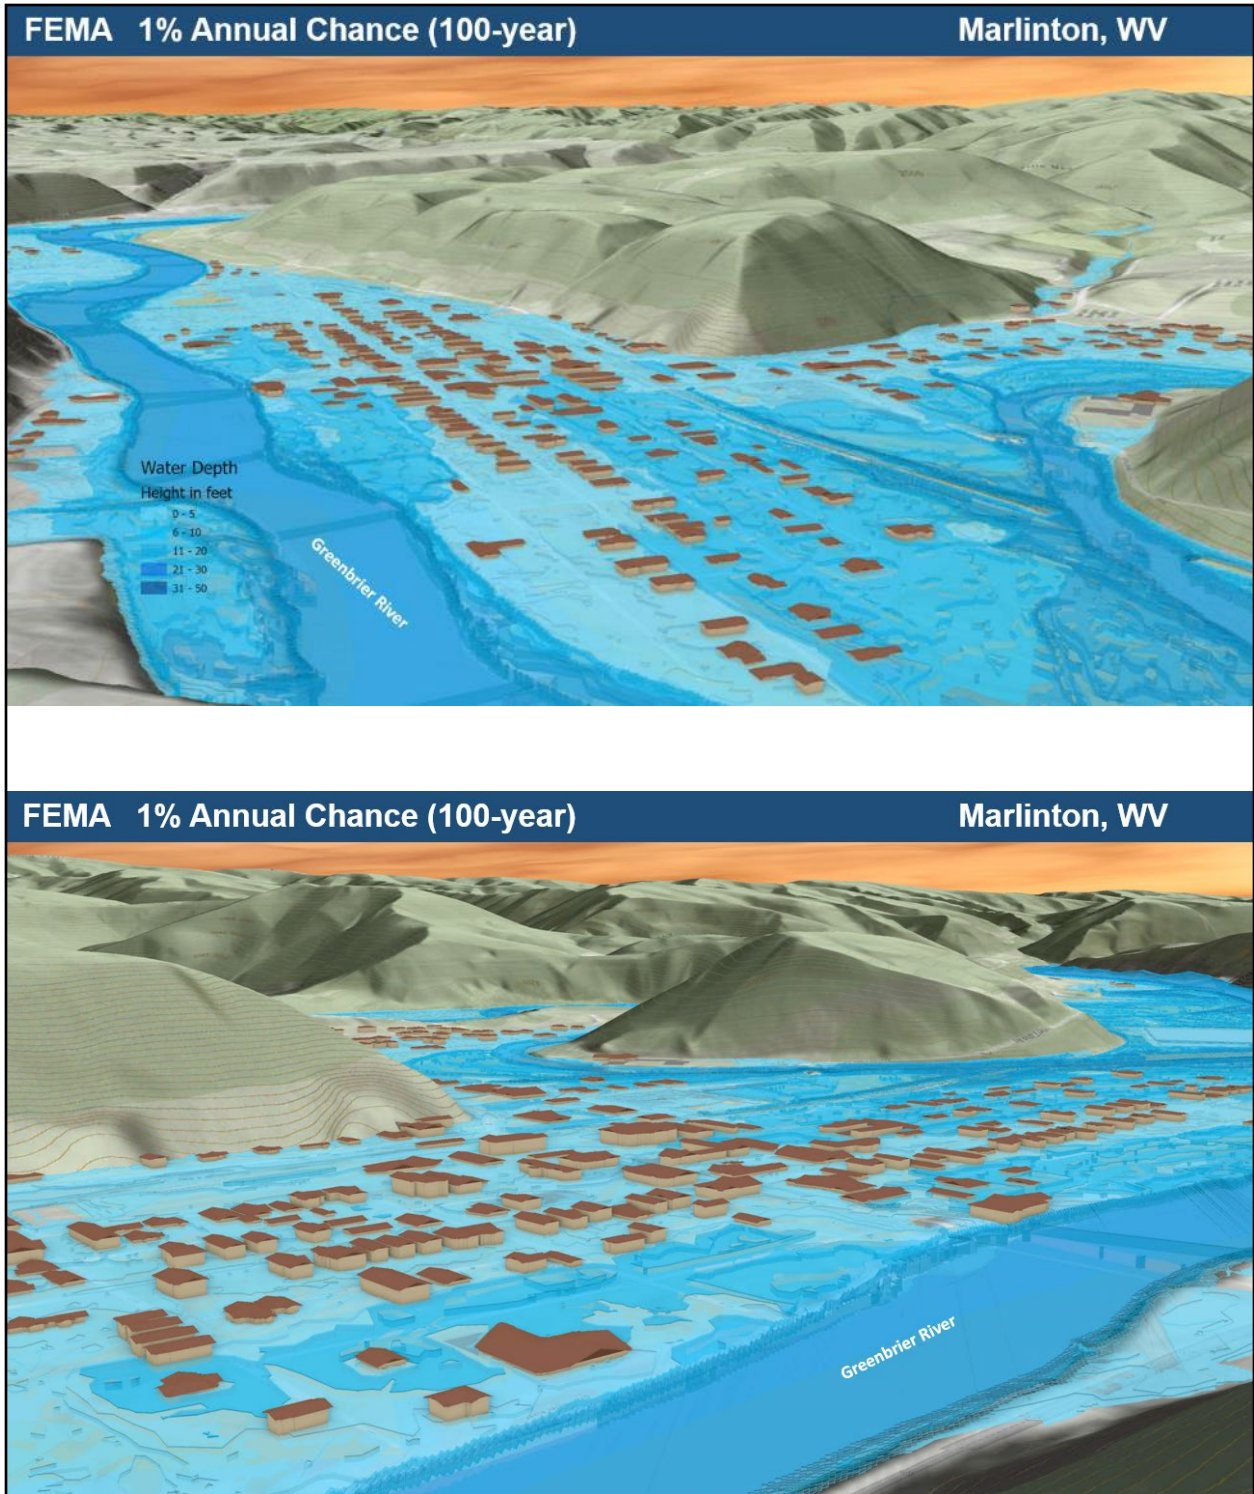 FEMA 1% Annual Chance (100-year) Marlinton, WV
Water Depth
Height in feet
0 - 5
6 - 10
11 - 20
21 - 30
31 - 50
Greenbrier River
FEMA 1% Annual Chance (100-year) Marlinton, WV
Greenbrier River